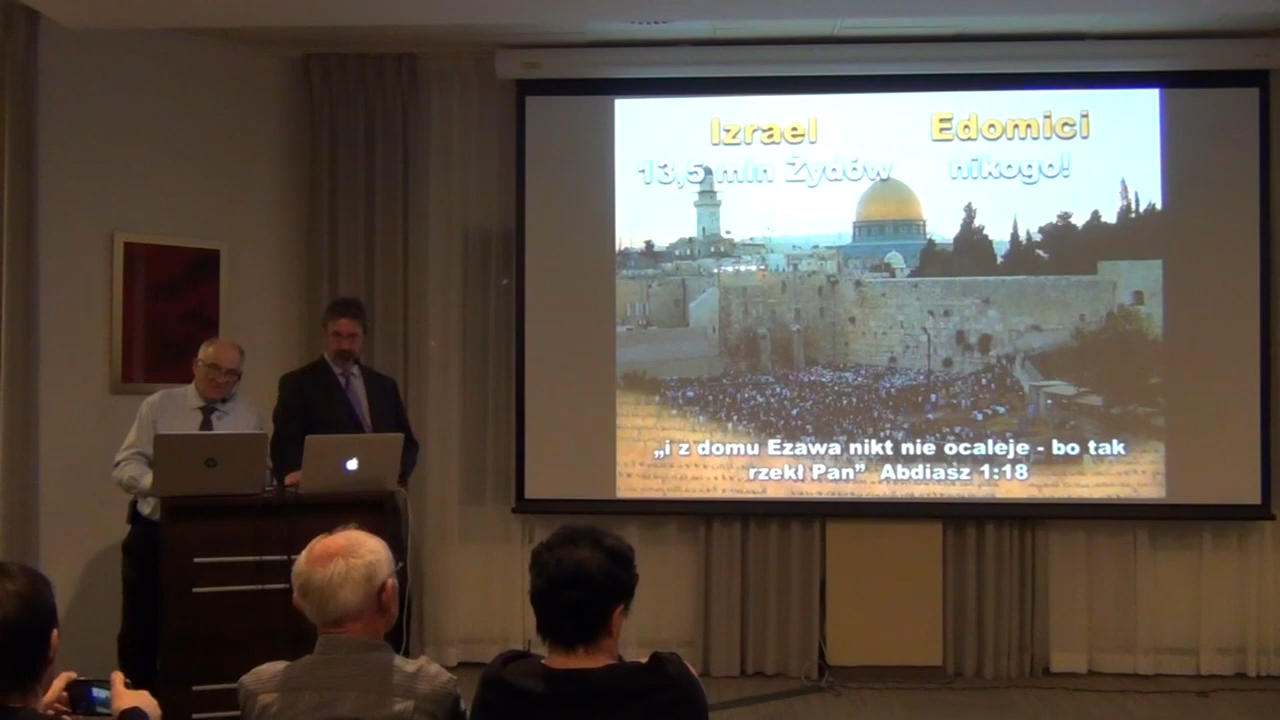 Izrael Edomici
13,5 mln Żydów nikogo!
„i z domu Ezawa nikt nie ocaleje - bo tak
rzekł Pan” Abdiasz 1:18